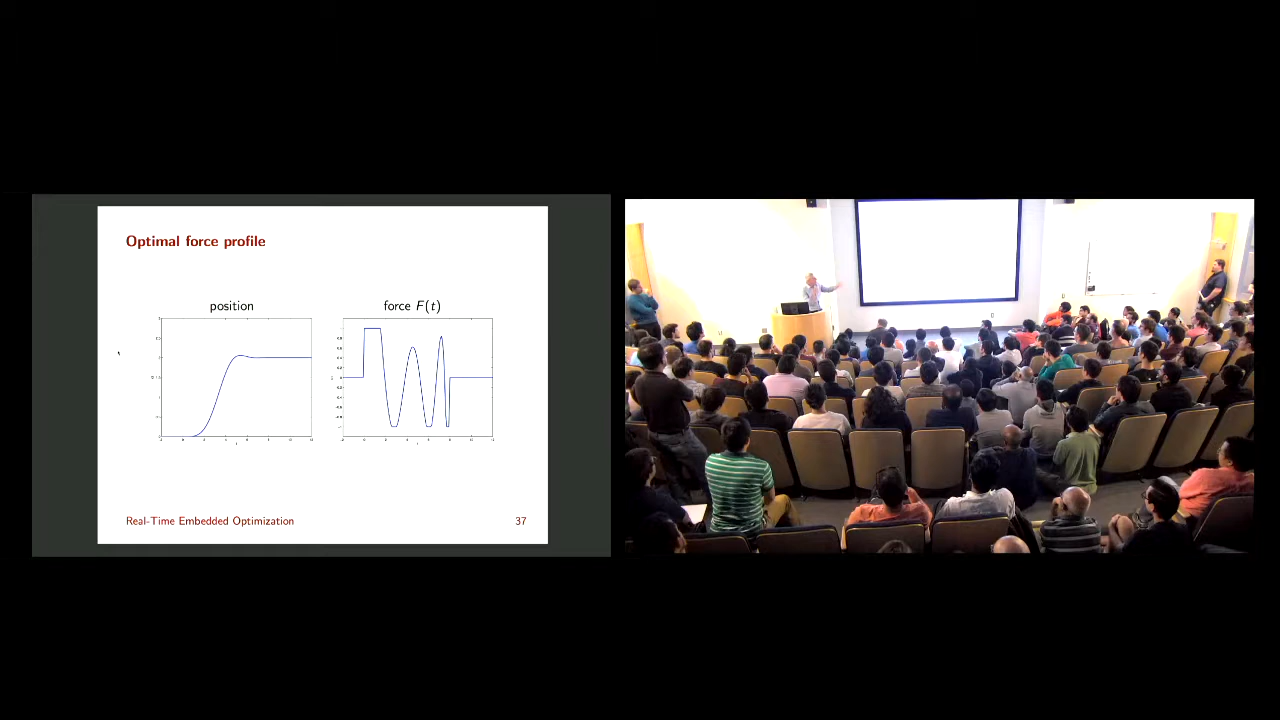 Optimal force profile
position
force F(t)
Real-Time Embedded Optimization
37